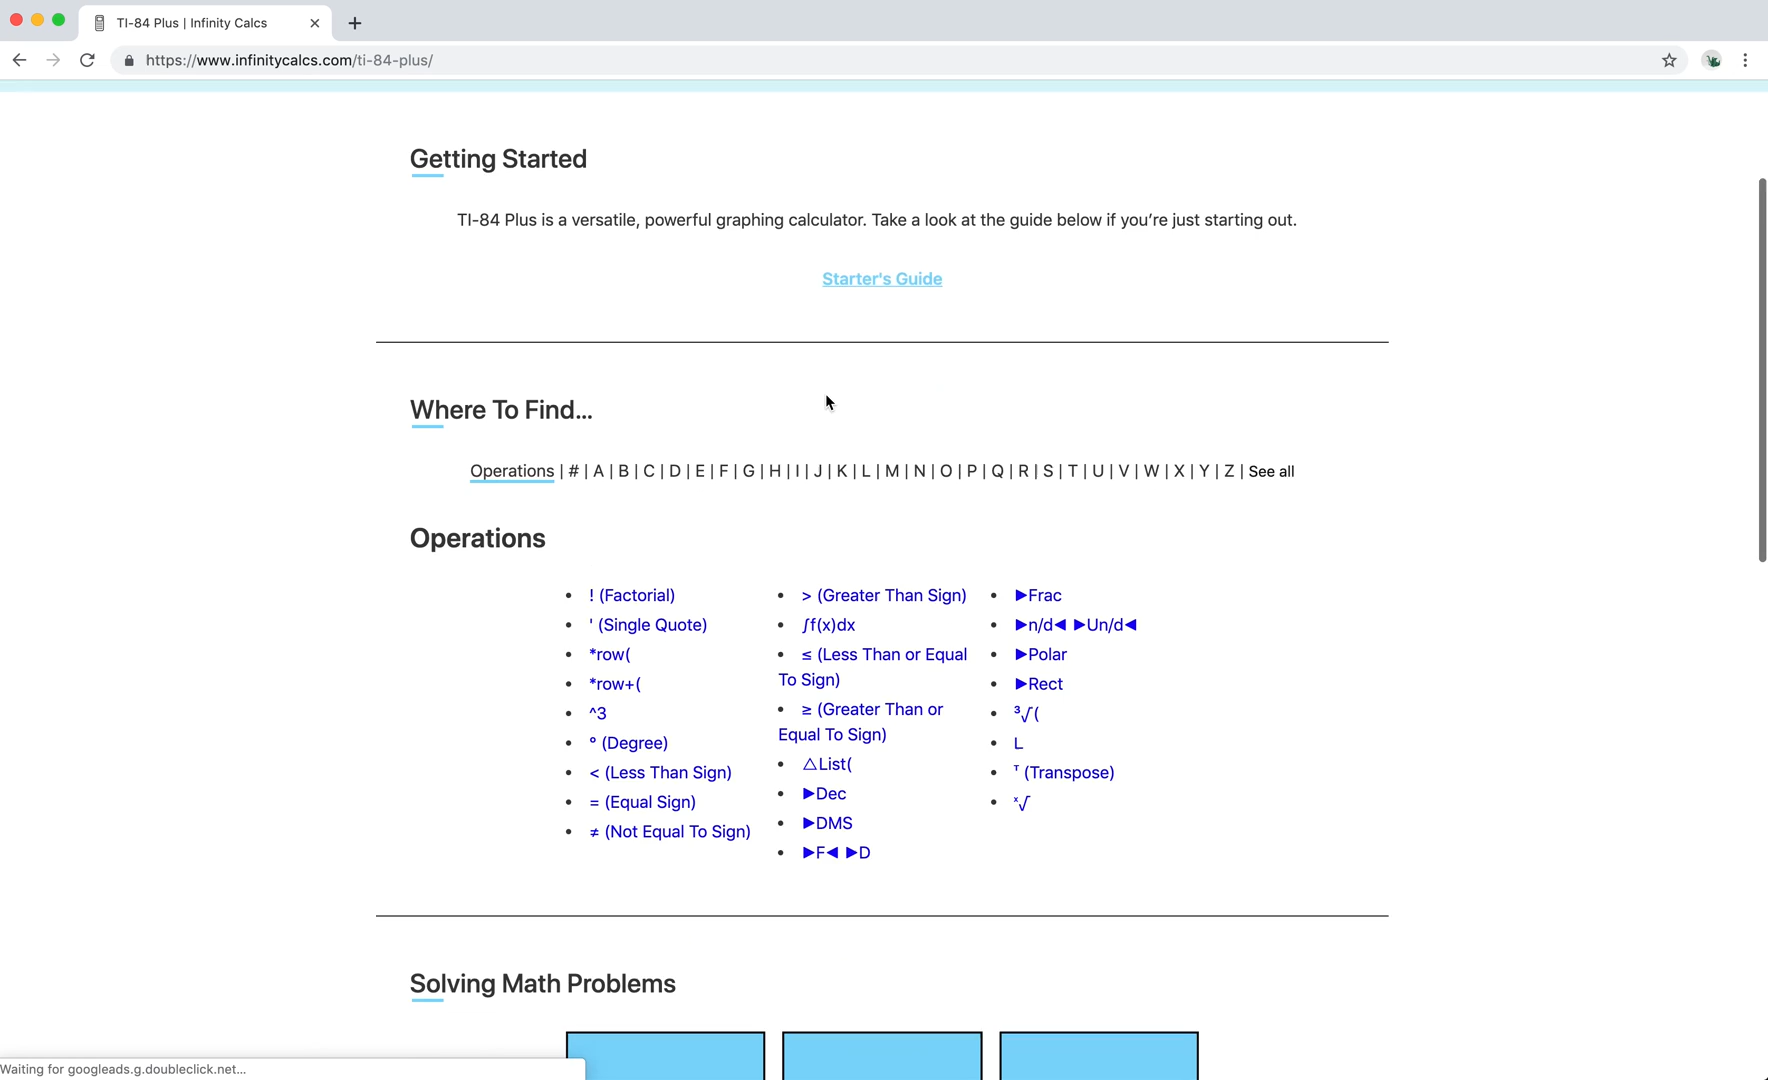 TI-84 Plus | Infinity Calcs
https://www.infinitycalcs.com/ti-84-plus/
Getting Started
TI-84 Plus is a versatile, powerful graphing calculator. Take a look at the guide below if you're just starting out.
Starter's Guide
Where To Find...
Operations | # | A | B | C | D | E | F | G | H | I | J | K | L | M | N | O | P | Q | R | S | T | U | V | W | X | Y | Z | See all
Operations
• ! (Factorial)
• ' (Single Quote)
• *row(
• *row+(
• ^3
• ° (Degree)
• < (Less Than Sign)
• = (Equal Sign)
• ≠ (Not Equal To Sign)
• > (Greater Than Sign)
• ∫f(x)dx
• ≤ (Less Than or Equal
To Sign)
• ≥ (Greater Than or
Equal To Sign)
• △List(
• ►Dec
• ►DMS
• ►F◄ ►D
• ►Frac
• ►n/d◄ ►Un/d◄
• ►Polar
• ►Rect
• ³√(
• L
• ᵀ (Transpose)
• ˣ√
Solving Math Problems
Waiting for googleads.g.doubleclick.net...